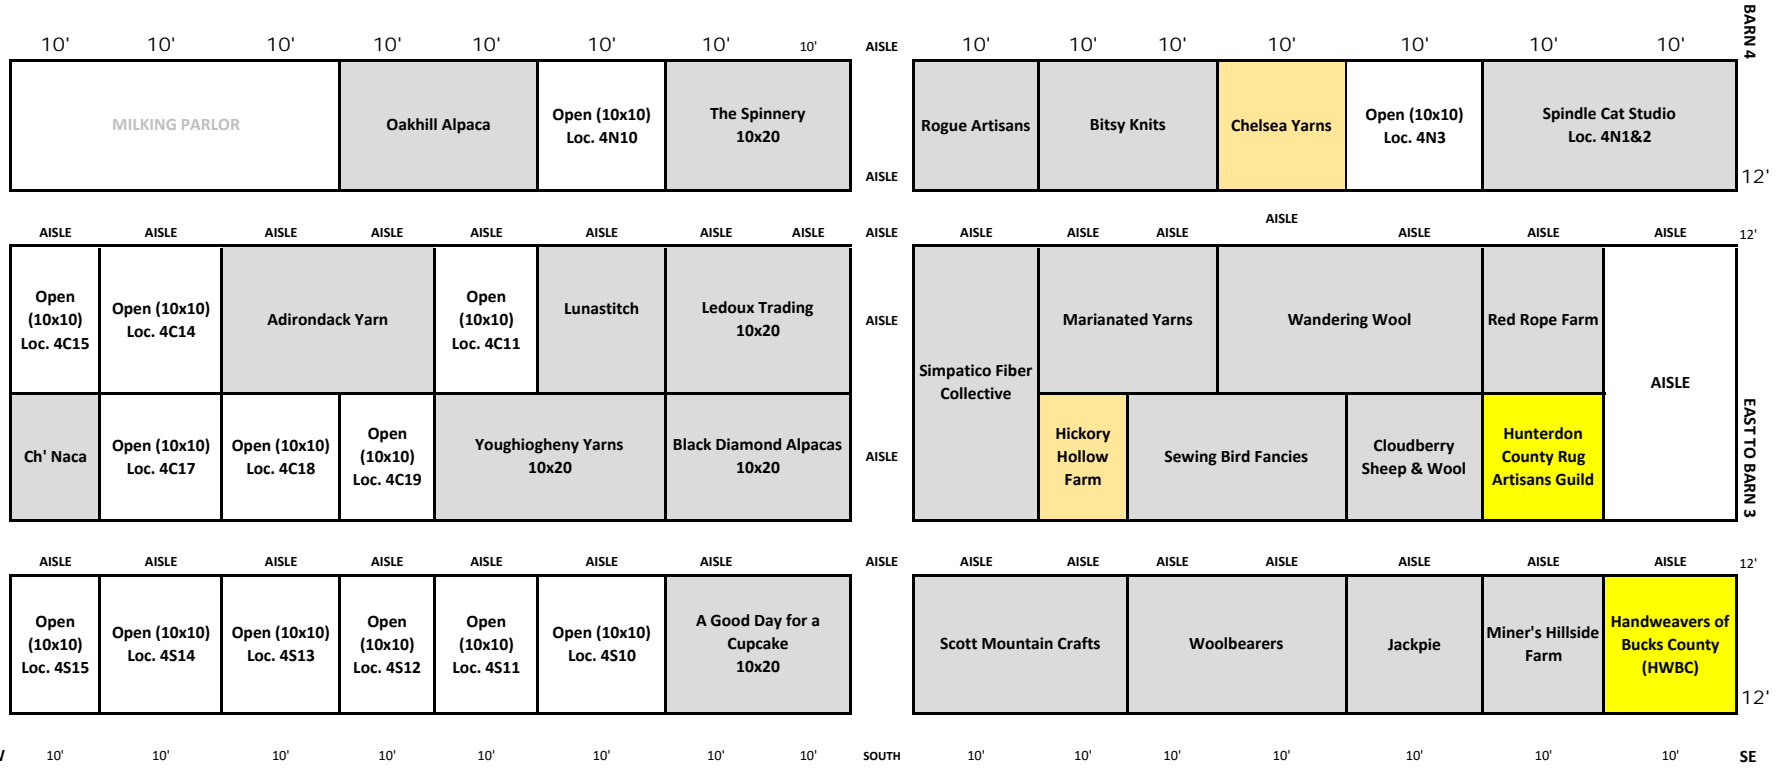 BARN 4
10' 10' 10' 10' 10' 10' 10' 10' AISLE 10' 10' 10' 10' 10' 10' 10'
MILKING PARLOR
Oakhill Alpaca
Open (10x10)
Loc. 4N10
The Spinnery
10x20
Rogue Artisans
Bitsy Knits
Chelsea Yarns
Open (10x10)
Loc. 4N3
Spindle Cat Studio
Loc. 4N1&2
AISLE
12'
AISLE AISLE AISLE AISLE AISLE AISLE AISLE AISLE AISLE AISLE AISLE AISLE AISLE AISLE AISLE AISLE 12'
Open
(10x10)
Loc. 4C15
Open (10x10)
Loc. 4C14
Adirondack Yarn
Open
(10x10)
Loc. 4C11
Lunastitch
Ledoux Trading
10x20
AISLE
Simpatico Fiber
Collective
Marianated Yarns
Wandering Wool
Red Rope Farm
AISLE
EAST TO BARN 3
Ch' Naca
Open (10x10)
Loc. 4C17
Open (10x10)
Loc. 4C18
Open
(10x10)
Loc. 4C19
Youghiogheny Yarns
10x20
Black Diamond Alpacas
10x20
AISLE
Hickory
Hollow
Farm
Sewing Bird Fancies
Cloudberry
Sheep & Wool
Hunterdon
County Rug
Artisans Guild
AISLE AISLE AISLE AISLE AISLE AISLE AISLE AISLE AISLE AISLE AISLE AISLE AISLE AISLE AISLE 12'
Open
(10x10)
Loc. 4S15
Open (10x10)
Loc. 4S14
Open (10x10)
Loc. 4S13
Open
(10x10)
Loc. 4S12
Open
(10x10)
Loc. 4S11
Open (10x10)
Loc. 4S10
A Good Day for a
Cupcake
10x20
Scott Mountain Crafts
Woolbearers
Jackpie
Miner's Hillside
Farm
Handweavers of
Bucks County
(HWBC)
12'
10' 10' 10' 10' 10' 10' 10' 10' SOUTH 10' 10' 10' 10' 10' 10' 10' SE